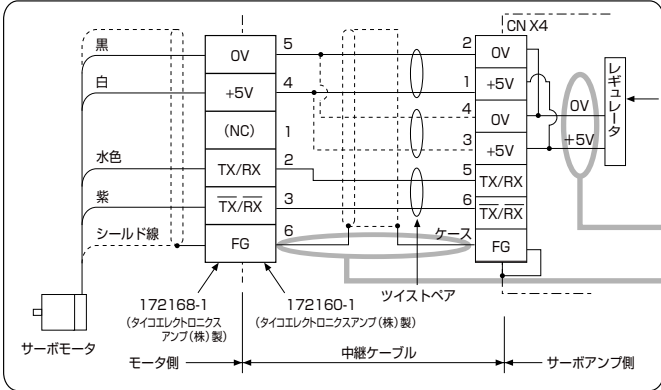 CN X4
黒
0V
5
2
0V
白
+5V
4
1
+5V
レギュレータ
0V
(NC)
1
4
0V
+5V
水色
TX/RX
2
3
+5V
5
TX/RX
紫
TX/RX
3
6
TX/RX
シールド線
FG
6
ケース
FG
172168-1
(タイコエレクトロニクス
アンプ(株)製)
172160-1
(タイコエレクトロニクスアンプ(株)製)
ツイストペア
サーボモータ
モータ側
中継ケーブル
サーボアンプ側